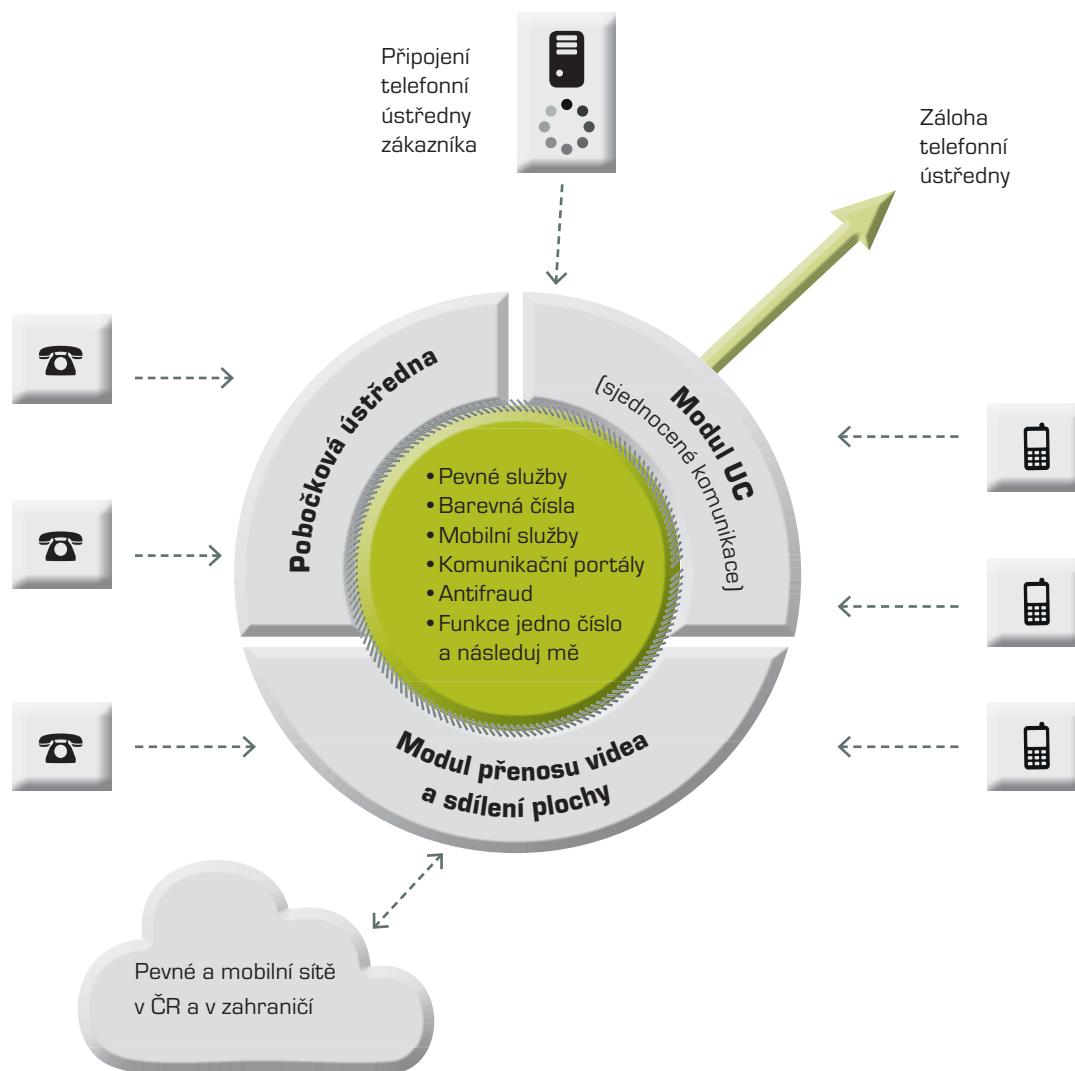 Připojení
telefonní
ústředny
zákazníka
Záloha
telefonní
ústředny
Pobočková ústředna
Modul UC
(sjednocené komunikace)
• Pevné služby
• Barevná čísla
• Mobilní služby
• Komunikační portály
• Antifraud
• Funkce jedno číslo
a následuj mě
Modul přenosu videa
a sdílení plochy
Pevné a mobilní sítě
v ČR a v zahraničí